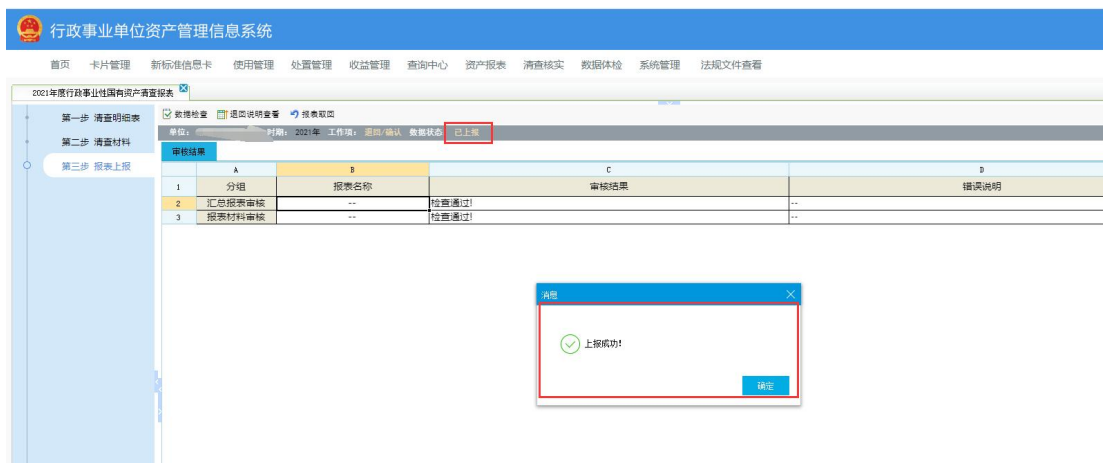 行政事业单位资产管理信息系统
首页 卡片管理 新标准信息卡 使用管理 处置管理 收益管理 查询中心 资产报表 清查核实 数据体检 系统管理 法规文件查看
2021年度行政事业性国有资产清查报表
第一步 清查明细表
第二步 清查材料
第三步 报表上报
数据检查 退回说明查看 报表取回
单位: 时期: 2021年 工作项: 退回/确认 数据状态: 已上报
审核结果
A B C D
1 分组 报表名称 审核结果 错误说明
2 汇总报表审核 -- 检查通过! --
3 报表材料审核 -- 检查通过! --
消息
上报成功!
确定